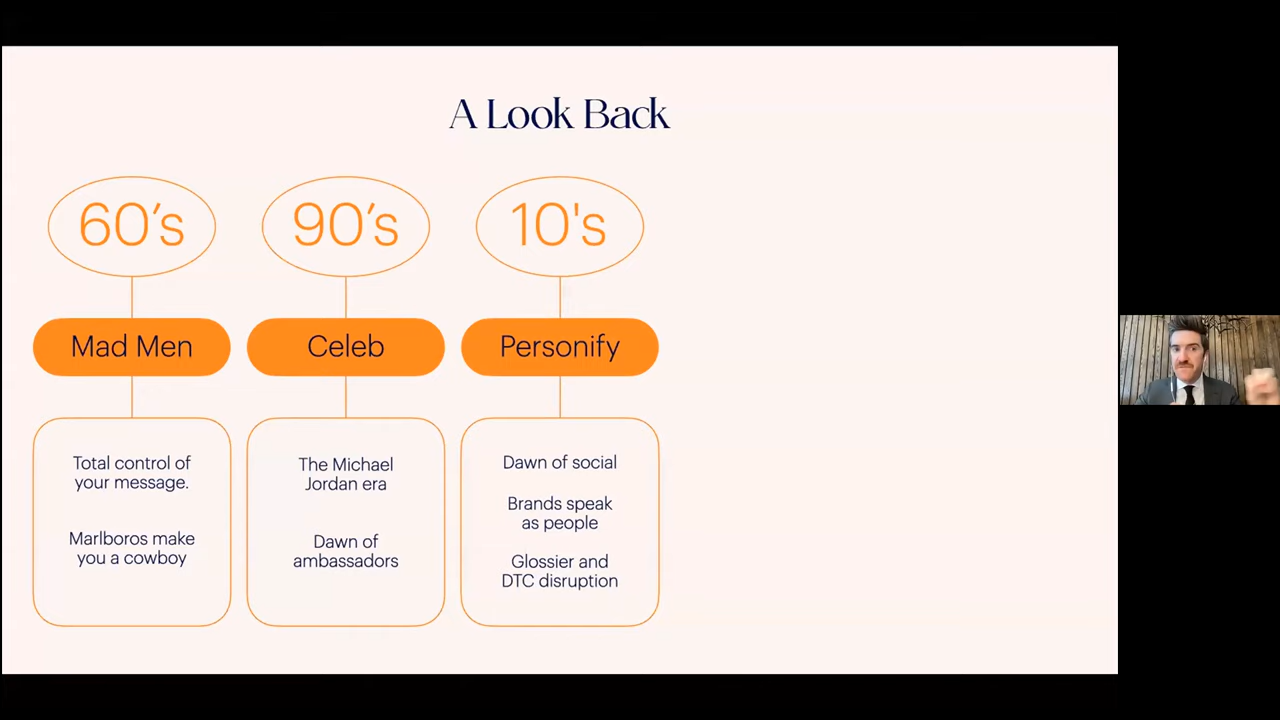 A Look Back
60’s
90’s
10's
Mad Men
Celeb
Personify
Total control of
your message.
Marlboros make
you a cowboy
The Michael
Jordan era
Dawn of
ambassadors
Dawn of social
Brands speak
as people
Glossier and
DTC disruption